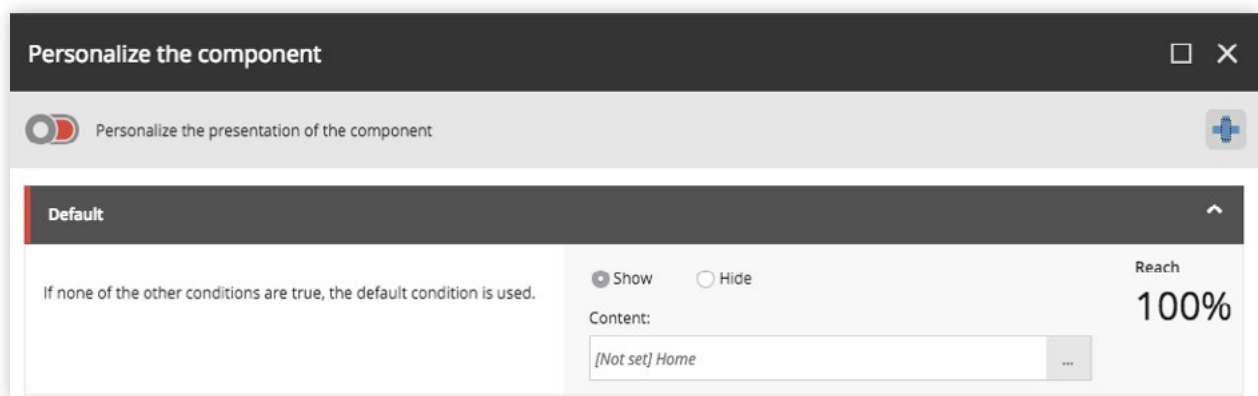 Personalize the component
Personalize the presentation of the component
Default
If none of the other conditions are true, the default condition is used.
Show Hide
Content:
[Not set] Home
...
Reach
100%